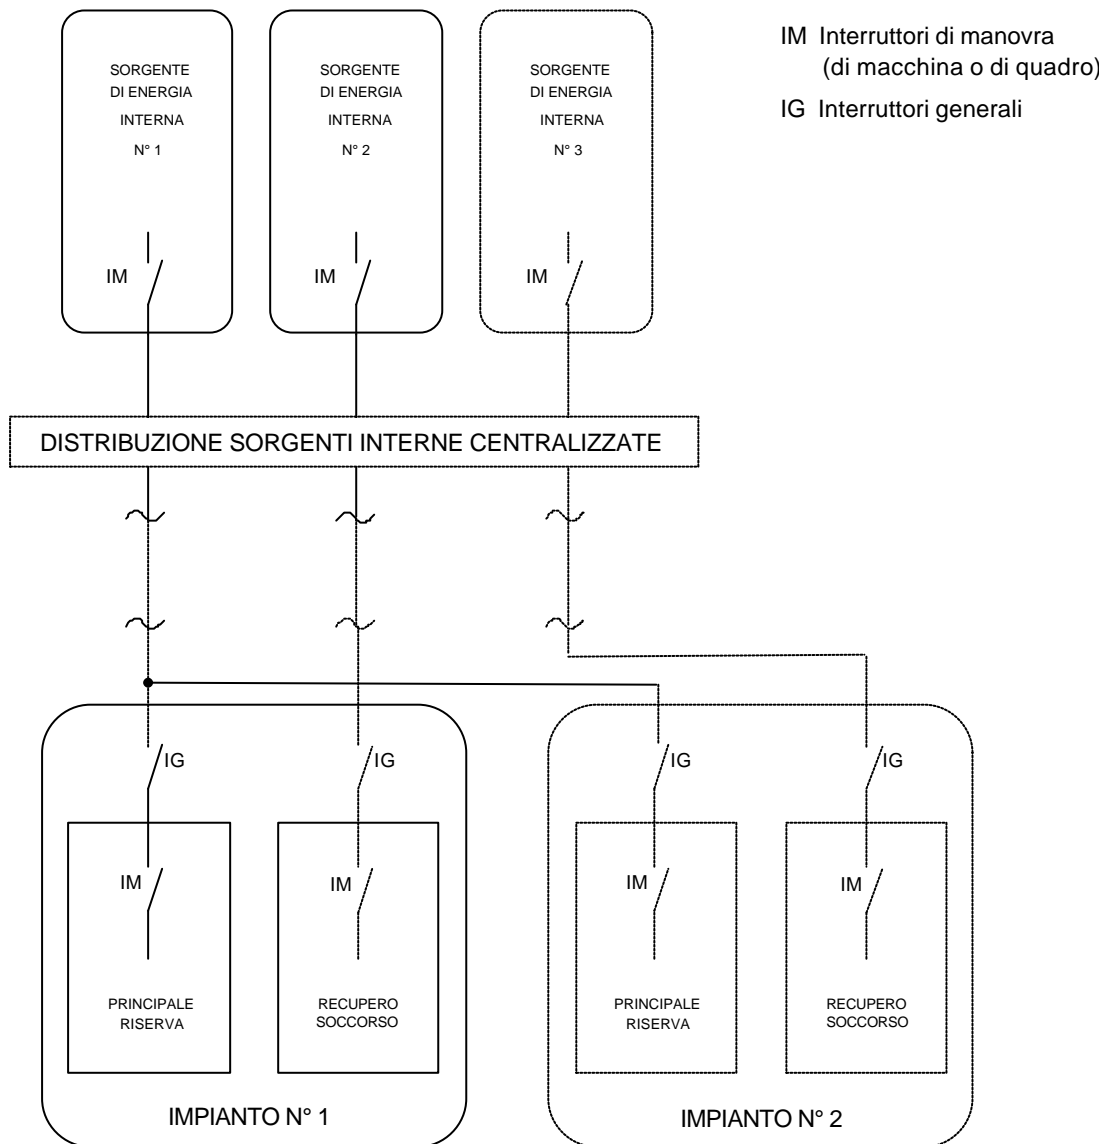 SORGENTE
DI ENERGIA
INTERNA
N° 1
IM
SORGENTE
DI ENERGIA
INTERNA
N° 2
IM
SORGENTE
DI ENERGIA
INTERNA
N° 3
IM
IM Interruttori di manovra
(di macchina o di quadro)
IG Interruttori generali
DISTRIBUZIONE SORGENTI INTERNE CENTRALIZZATE
IG
IM
PRINCIPALE
RISERVA
IG
IM
RECUPERO
SOCCORSO
IMPIANTO N° 1
IG
IM
PRINCIPALE
RISERVA
IG
IM
RECUPERO
SOCCORSO
IMPIANTO N° 2